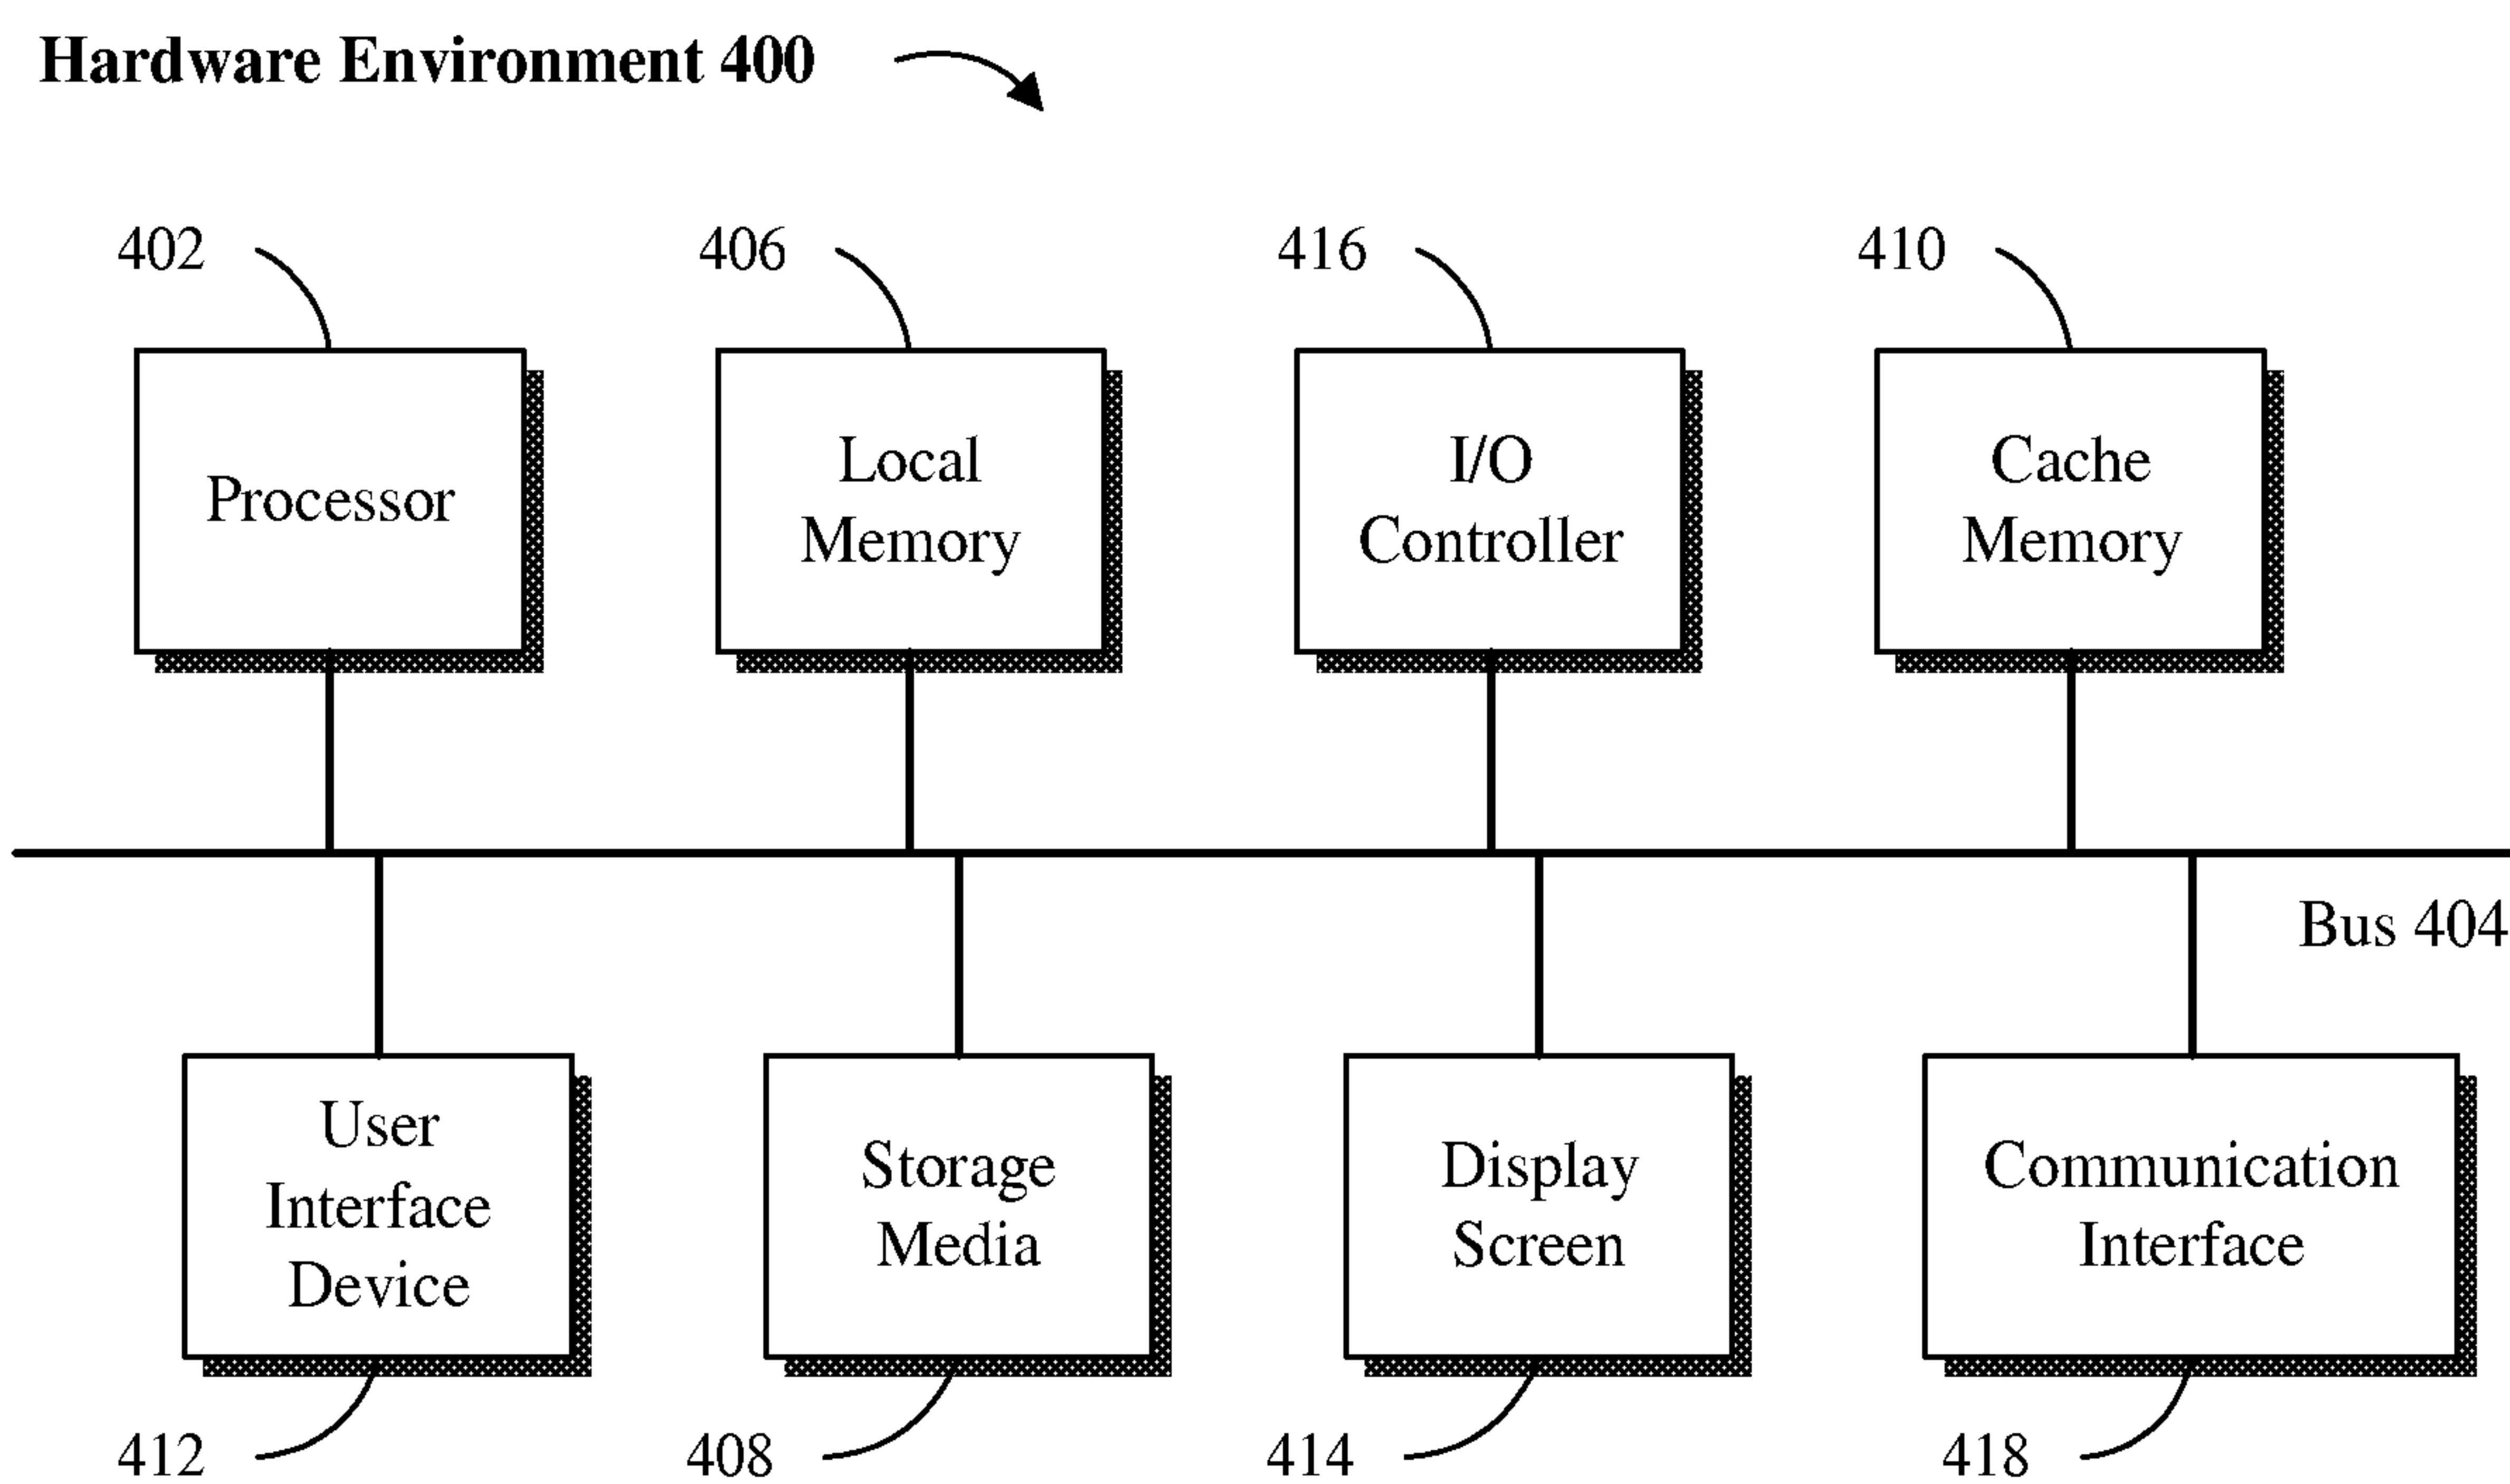 Hardware Environment 400
402
406
416
410
Processor
Local
Memory
I/O
Controller
Cache
Memory
Bus 404
User
Interface
Device
Storage
Media
Display
Screen
Communication
Interface
412
408
414
418